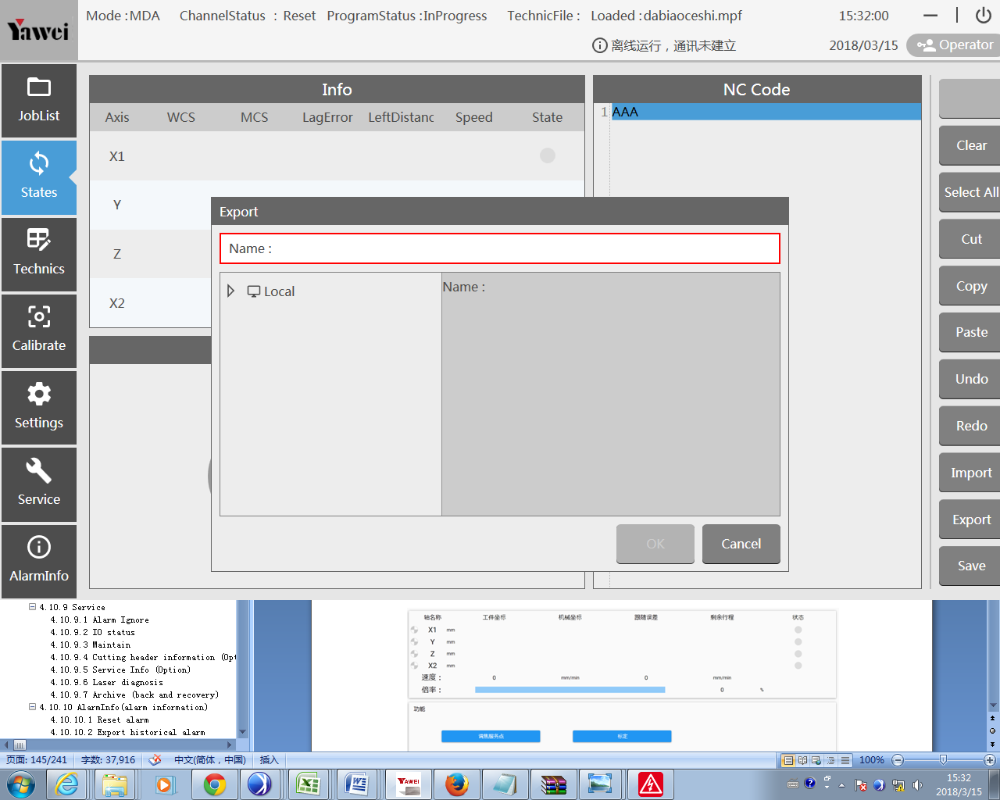 Yawei
Mode : MDA ChannelStatus : Reset ProgramStatus : InProgress TechnicFile : Loaded : dabiaoceshi.mpf 15:32:00
离线运行，通讯未建立 2018/03/15 Operator
JobList
States
Technics
Calibrate
Settings
Service
AlarmInfo
Info
Axis WCS MCS LagError LeftDistanc Speed State
X1
Y
Z
X2
NC Code
1 AAA
Export
Name :
Local
Name :
OK Cancel
Clear
Select All
Cut
Copy
Paste
Undo
Redo
Import
Export
Save
4.10.9 Service
4.10.9.1 Alarm Ignore
4.10.9.2 IO status
4.10.9.3 Maintain
4.10.9.4 Cutting header information (Opt
4.10.9.5 Service Info (Option)
4.10.9.6 Laser diagnosis
4.10.9.7 Archive (back and recovery)
4.10.10 AlarmInfo(alarm information)
4.10.10.1 Reset alarm
4.10.10.2 Export historical alarm
轴名称 工件坐标 机械坐标 跟随误差 剩余行程 状态
X1 mm
Y mm
Z mm
X2 mm
速度： 0 mm/min 0 mm/min
倍率： 0 %
功能
调焦服务点 标定
页面: 145/241 字数: 37,916 中文(简体，中国) 插入 100%
YAWEI
15:32
2018/3/15